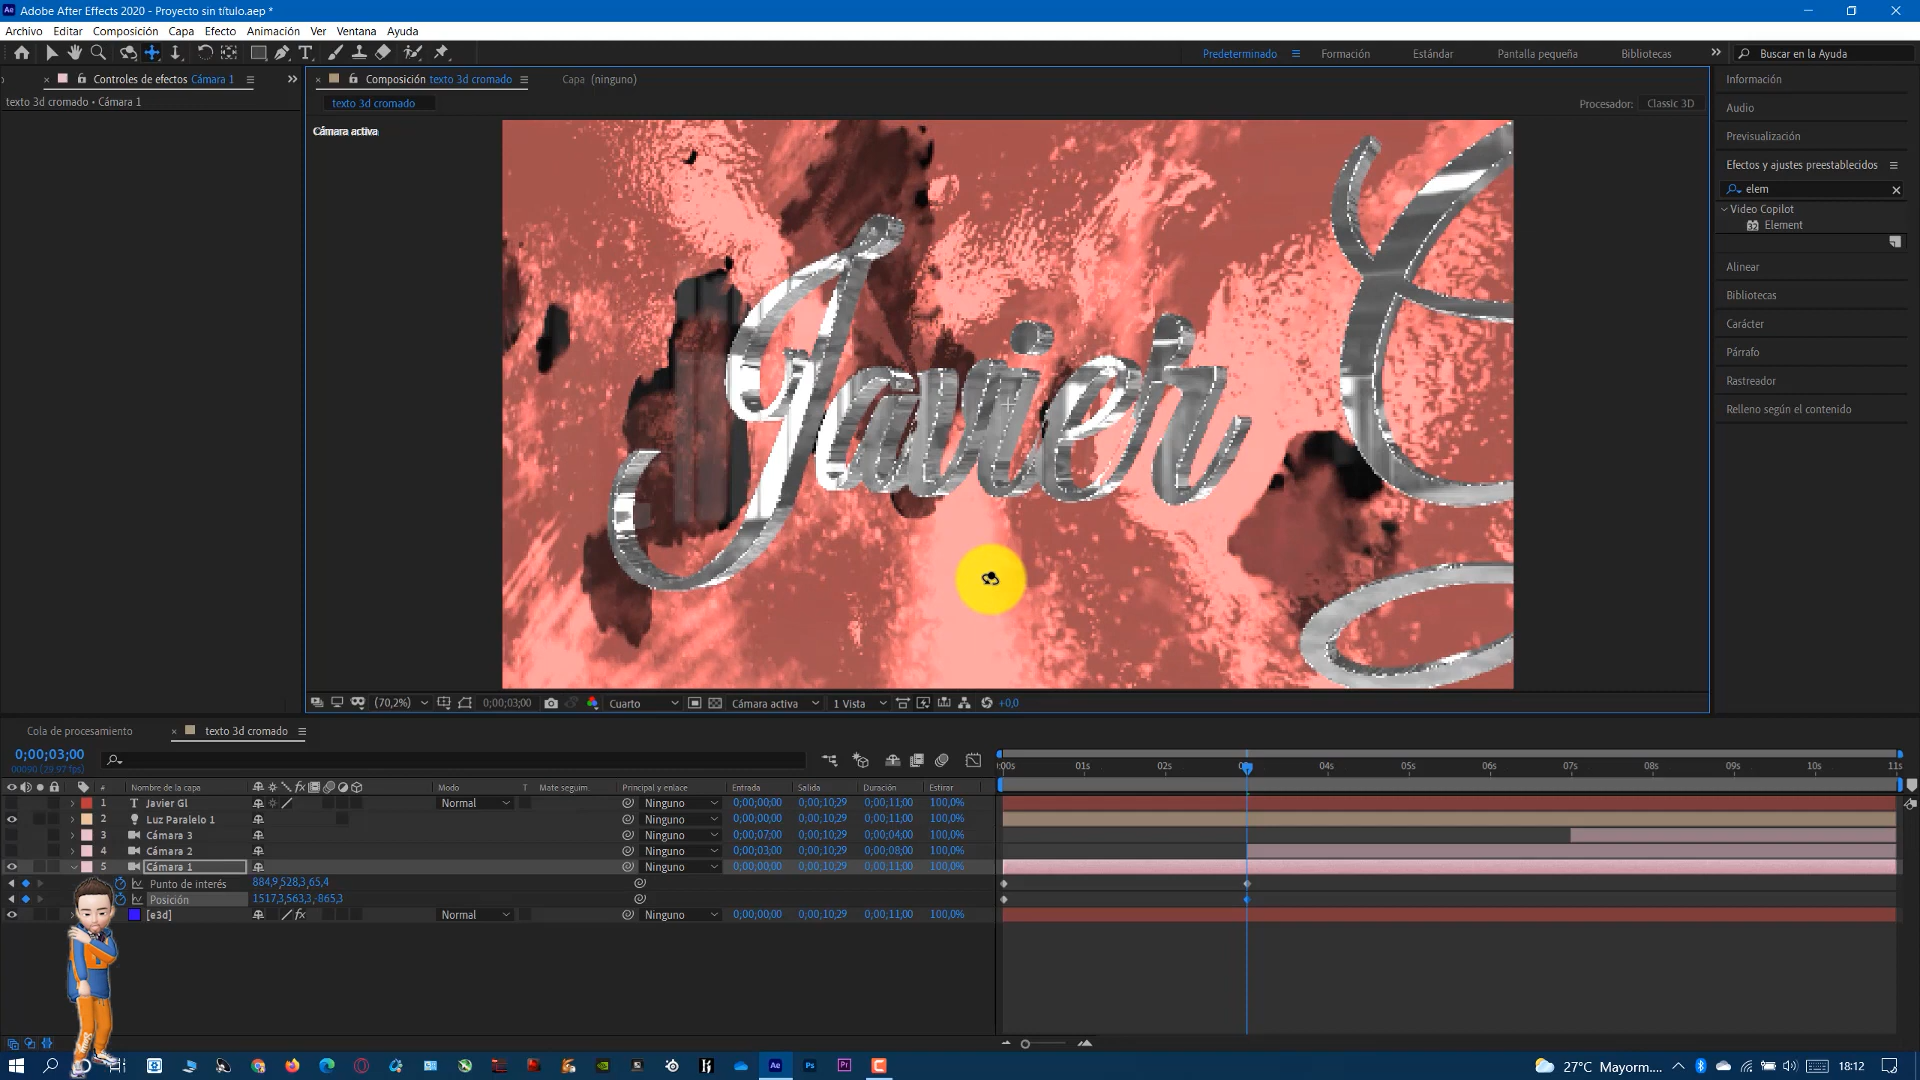 Adobe After Effects 2020 - Proyecto sin título.aep *
Archivo Editar Composición Capa Efecto Animación Ver Ventana Ayuda
Predeterminado Formación Estándar Pantalla pequeña Bibliotecas Buscar en la Ayuda
Controles de efectos Cámara 1
texto 3d cromado • Cámara 1
Composición texto 3d cromado
Capa (ninguno)
texto 3d cromado
Procesador: Classic 3D
Cámara activa
Javier
Información
Audio
Previsualización
Efectos y ajustes preestablecidos
elem
Video Copilot
32 Element
Alinear
Bibliotecas
Carácter
Párrafo
Rastreador
Relleno según el contenido
(70,2%) 0;00;03;00 Cuarto Cámara activa 1 Vista +0,0
Cola de procesamiento texto 3d cromado
0;00;03;00
00090 (29.97 fps)
:00s 01s 02s 04s 05s 06s 07s 08s 09s 10s 11s
# Nombre de la capa Modo T Mate seguim. Principal y enlace Entrada Salida Duración Estirar
1 T Javier Gl Normal Ninguno 0;00;00;00 0;00;10;29 0;00;11;00 100,0%
2 Luz Paralelo 1 Ninguno 0;00;00;00 0;00;10;29 0;00;11;00 100,0%
3 Cámara 3 Ninguno 0;00;07;00 0;00;10;29 0;00;04;00 100,0%
4 Cámara 2 Ninguno 0;00;03;00 0;00;10;29 0;00;08;00 100,0%
5 Cámara 1 Ninguno 0;00;00;00 0;00;10;29 0;00;11;00 100,0%
Punto de interés 884,9,528,3,65,4
Posición 1517,3,563,3,-865,3
[e3d] Normal Ninguno 0;00;00;00 0;00;10;29 0;00;11;00 100,0%
Ae Ps Pr 27°C Mayorm.... 18:12